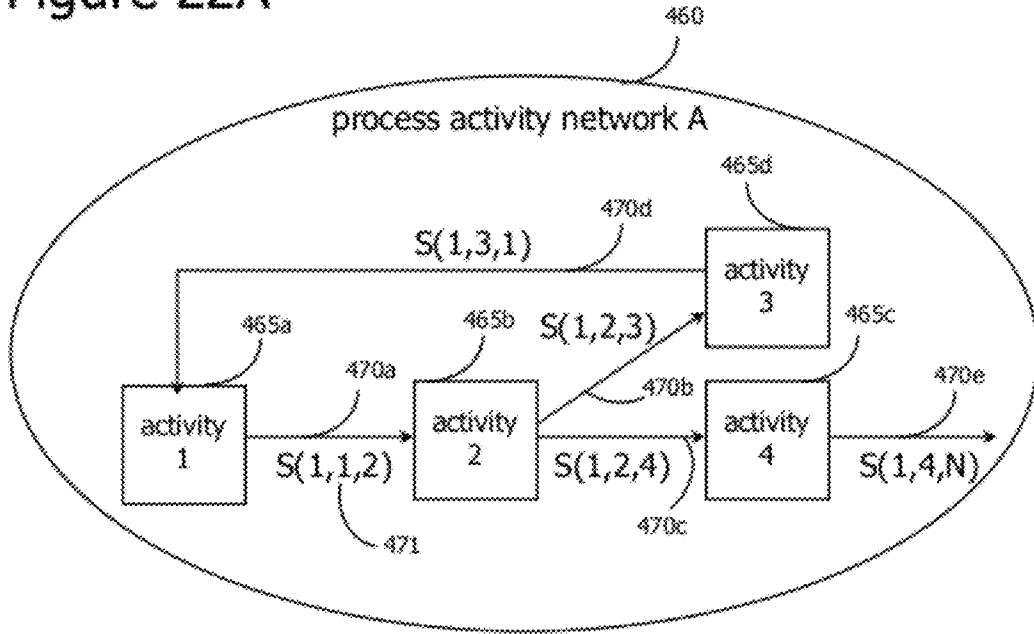 Figure 22A
460
process activity network A
465d
470d
S(1,3,1)
activity
3
465a
465b
S(1,2,3)
465c
470a
470b
470e
activity
1
activity
2
activity
4
S(1,1,2)
S(1,2,4)
S(1,4,N)
470c
471